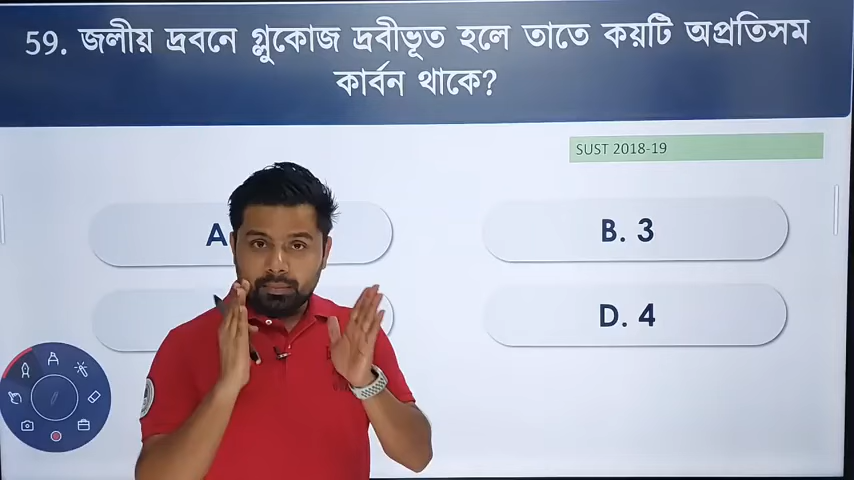 59. জলীয় দ্রবনে গ্লুকোজ দ্রবীভূত হলে তাতে কয়টি অপ্রতিসম
কার্বন থাকে?
SUST 2018-19
A.
B. 3
D. 4